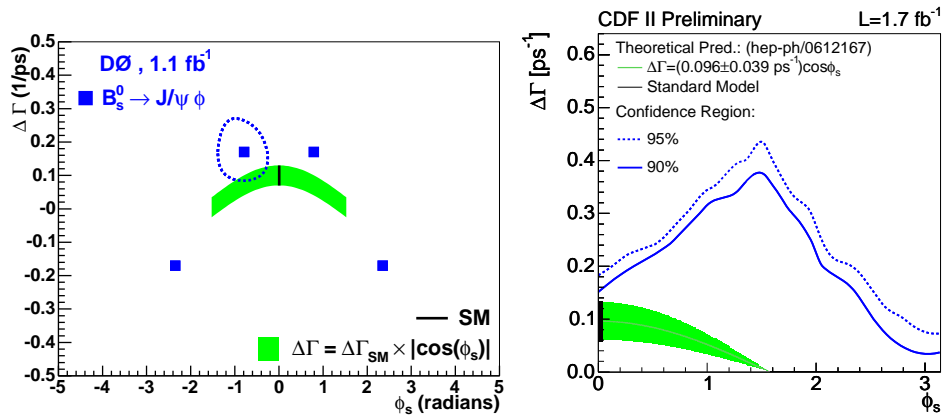 DØ , 1.1 fb⁻¹
B⁰ₛ → J/ψ φ
SM
ΔΓ = ΔΓ_SM × |cos(ϕₛ)|
Δ Γ (1/ps)
0.5
0.4
0.3
0.2
0.1
-0
-0.1
-0.2
-0.3
-0.4
-0.5
-5 -4 -3 -2 -1 0 1 2 3 4 5
ϕₛ (radians)
CDF II Preliminary L=1.7 fb⁻¹
Theoretical Pred.: (hep-ph/0612167)
ΔΓ=(0.096±0.039 ps⁻¹)cosϕₛ
Standard Model
Confidence Region:
95%
90%
ΔΓ [ps⁻¹]
0.6
0.5
0.4
0.3
0.2
0.1
0.0
0 1 2 3
ϕₛ